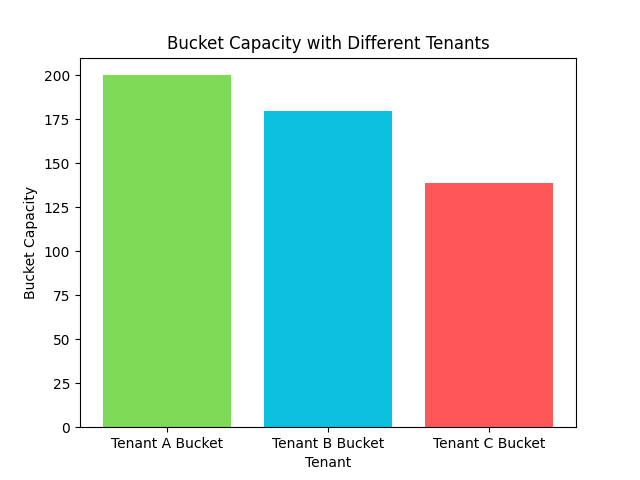 Bucket Capacity with Different Tenants
Bucket Capacity
200
175
150
125
100
75
50
25
0
Tenant A Bucket
Tenant B Bucket
Tenant C Bucket
Tenant